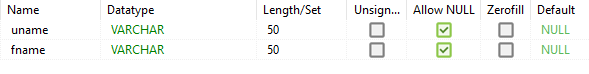 Name Datatype Length/Set Unsign... Allow NULL Zerofill Default
uname VARCHAR 50 NULL
fname VARCHAR 50 NULL